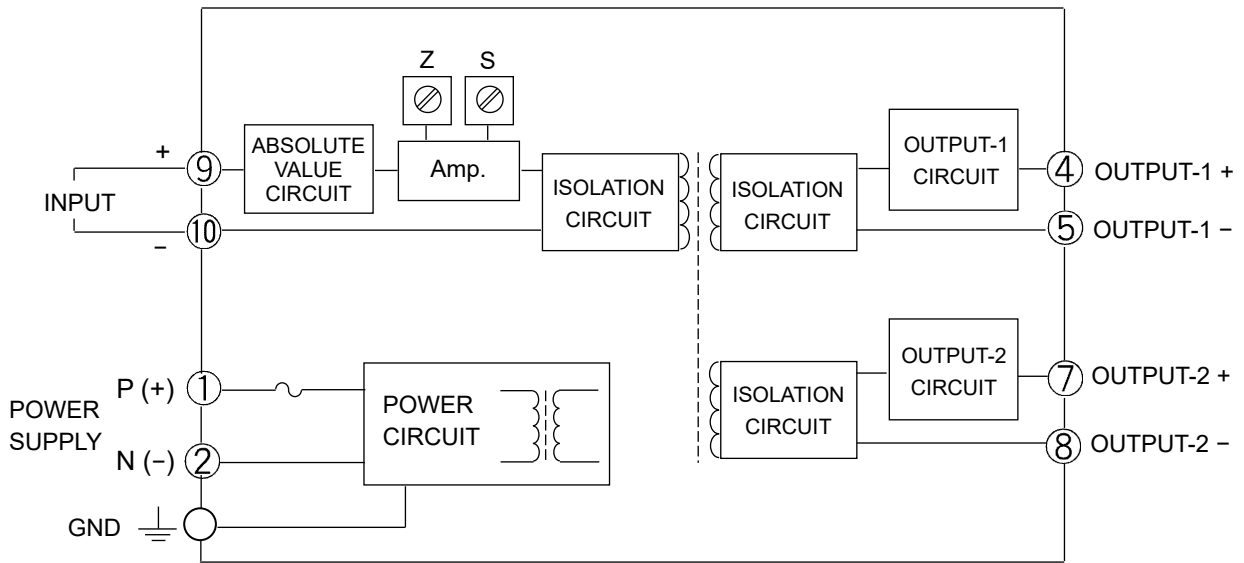 Z S
+ 9 ABSOLUTE VALUE CIRCUIT Amp. ISOLATION CIRCUIT ISOLATION CIRCUIT OUTPUT-1 CIRCUIT 4 OUTPUT-1 +
INPUT
− 10 5 OUTPUT-1 −
POWER SUPPLY
P (+) 1 POWER CIRCUIT ISOLATION CIRCUIT OUTPUT-2 CIRCUIT 7 OUTPUT-2 +
N (−) 2 8 OUTPUT-2 −
GND